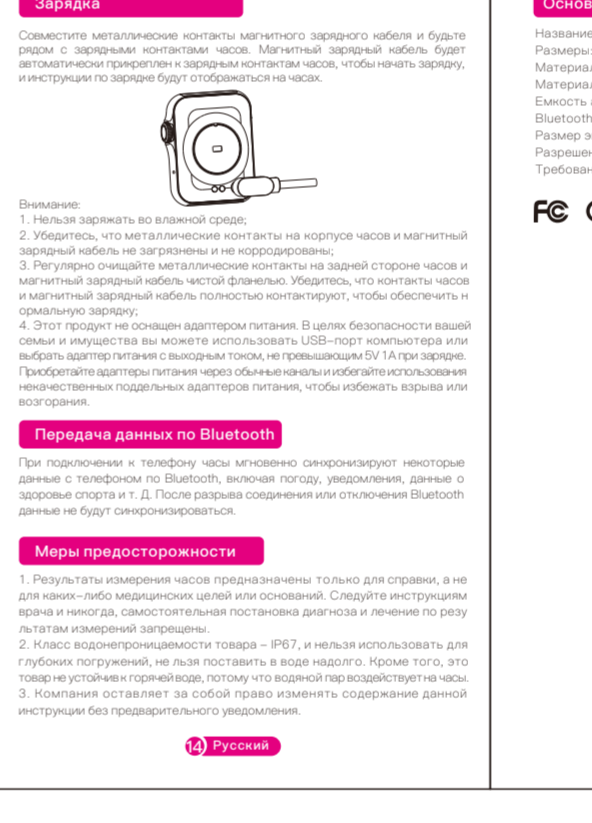 Зарядка
Совместите металлические контакты магнитного зарядного кабеля и будьте
рядом с зарядными контактами часов. Магнитный зарядный кабель будет
автоматически прикреплен к зарядным контактам часов, чтобы начать зарядку,
и инструкции по зарядке будут отображаться на часах.
Внимание:
1. Нельзя заряжать во влажной среде;
2. Убедитесь, что металлические контакты на корпусе часов и магнитный
зарядный кабель не загрязнены и не корродированы;
3. Регулярно очищайте металлические контакты на задней стороне часов и
магнитный зарядный кабель чистой фланелью. Убедитесь, что контакты часов
и магнитный зарядный кабель полностью контактируют, чтобы обеспечить н
ормальную зарядку;
4. Этот продукт не оснащен адаптером питания. В целях безопасности вашей
семьи и имущества вы можете использовать USB-порт компьютера или
выбрать адаптер питания с выходным током, не превышающим 5V 1A при зарядке.
Приобретайте адаптеры питания через обычные каналы и избегайте использования
некачественных поддельных адаптеров питания, чтобы избежать взрыва или
возгорания.
Передача данных по Bluetooth
При подключении к телефону часы мгновенно синхронизируют некоторые
данные с телефоном по Bluetooth, включая погоду, уведомления, данные о
здоровье спорта и т. Д. После разрыва соединения или отключения Bluetooth
данные не будут синхронизироваться.
Меры предосторожности
1. Результаты измерения часов предназначены только для справки, а не
для каких-либо медицинских целей или оснований. Следуйте инструкциям
врача и никогда, самостоятельная постановка диагноза и лечение по резу
льтатам измерений запрещены.
2. Класс водонепроницаемости товара - IP67, и нельзя использовать для
глубоких погружений, не льзя поставить в воде надолго. Кроме того, это
товар не устойчив к горячей воде, потому что водяной пар воздействует на часы.
3. Компания оставляет за собой право изменять содержание данной
инструкции без предварительного уведомления.
14 Русский
Основ
Название
Размеры:
Материал
Материал
Емкость
Bluetooth
Размер э
Разрешен
Требован
FC